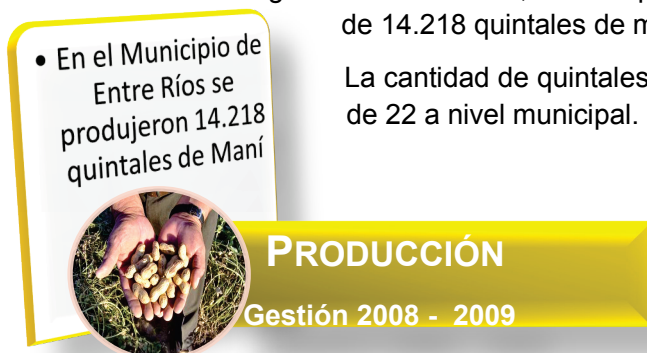 de 14.218 quintales de
• En el Municipio de
Entre Ríos se
produjeron 14.218
quintales de Maní
La cantidad de quintales
de 22 a nivel municipal.
PRODUCCIÓN
Gestión 2008 - 2009